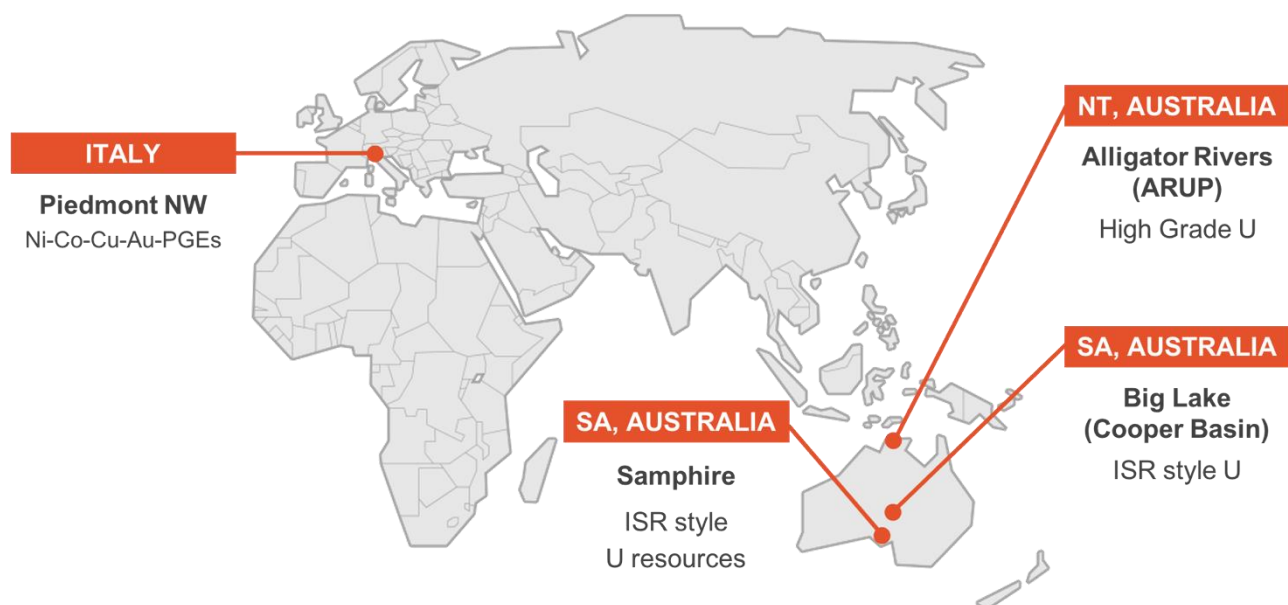 ITALY
Piedmont NW
Ni-Co-Cu-Au-PGEs
NT, AUSTRALIA
Alligator Rivers
(ARUP)
High Grade U
SA, AUSTRALIA
Big Lake
(Cooper Basin)
ISR style U
SA, AUSTRALIA
Samphire
ISR style
U resources